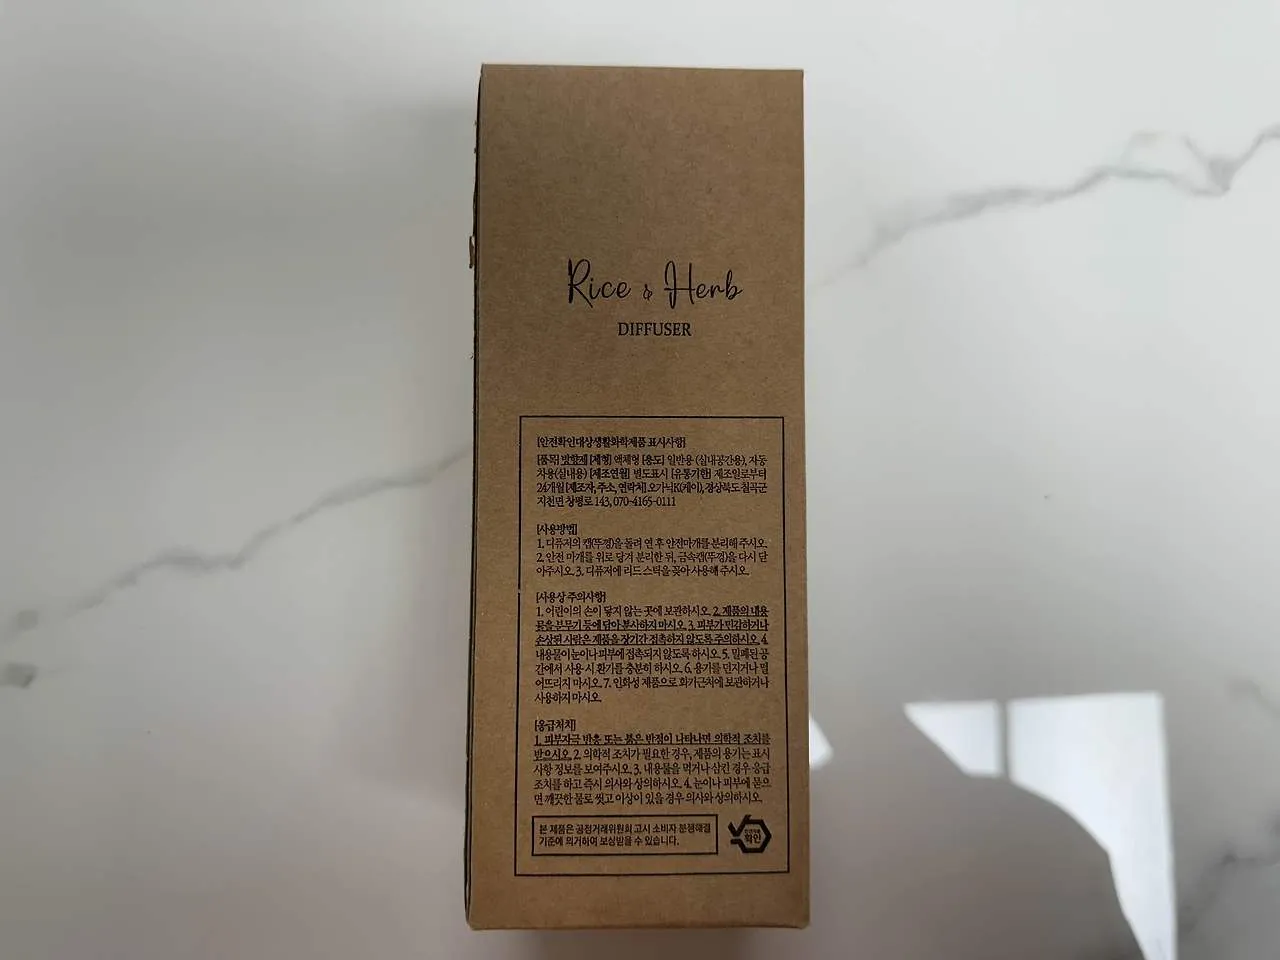 Rice & Herb
DIFFUSER
[안전확인대상생활화학제품 표시사항]
[품목] 방향제 [제형] 액체형 [용도] 일반용 (실내공간용), 자동
차용(실내용) [제조연월] 별도표시 [유통기한] 제조일로부터
24개월 [제조자, 주소, 연락처] 오가닉K(케이), 경상북도 칠곡군
지천면 창평로 143, 070-4165-0111
[사용방법]
1. 디퓨저의 캡(뚜껑)을 돌려 연 후 안전마개를 분리해 주시오.
2. 안전 마개를 위로 당겨 분리한 뒤, 금속캡(뚜껑)을 다시 닫
아주시오. 3. 디퓨저에 리드스틱을 꽂아 사용해 주시오.
[사용상 주의사항]
1. 어린이의 손이 닿지 않는 곳에 보관하시오. 2. 제품의 내용
물을 분무기 등에 담아 분사하지 마시오. 3. 피부가 민감하거나
손상된 사람은 제품을 장기간 접촉하지 않도록 주의하시오. 4.
내용물이 눈이나 피부에 접촉되지 않도록 하시오. 5. 밀폐된 공
간에서 사용 시 환기를 충분히 하시오. 6. 용기를 던지거나 떨
어뜨리지 마시오. 7. 인화성 제품으로 화기근처에 보관하거나
사용하지 마시오.
[응급처치]
1. 피부자극 반응 또는 붉은 반점이 나타나면 의학적 조치를
받으시오. 2. 의학적 조치가 필요한 경우, 제품의 용기는 표시
사항 정보를 보여주시오. 3. 내용물을 먹거나 삼킨 경우 응급
조치를 하고 즉시 의사와 상의하시오. 4. 눈이나 피부에 묻으
면 깨끗한 물로 씻고 이상이 있을 경우 의사와 상의하시오.
본 제품은 공정거래위원회 고시 소비자 분쟁해결
기준에 의거하여 보상받을 수 있습니다.
확인